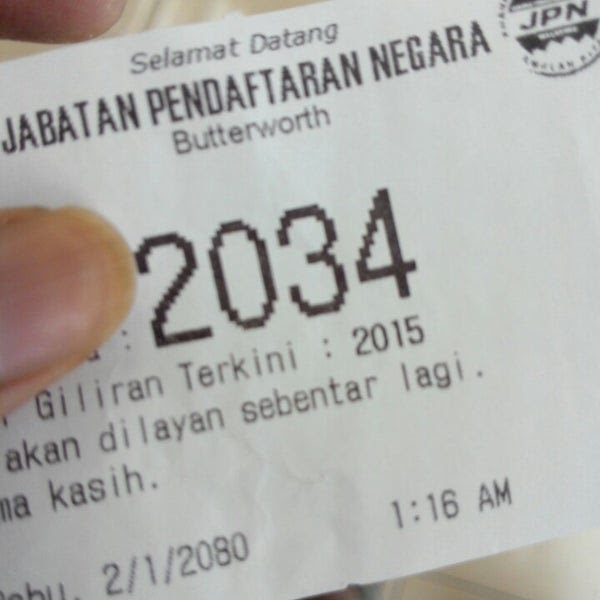 Selamat Datang
JPN
JABATAN PENDAFTARAN NEGARA
Butterworth
: 2034
Giliran Terkini : 2015
akan dilayan sebentar lagi.
ma kasih.
2/1/2080 1:16 AM